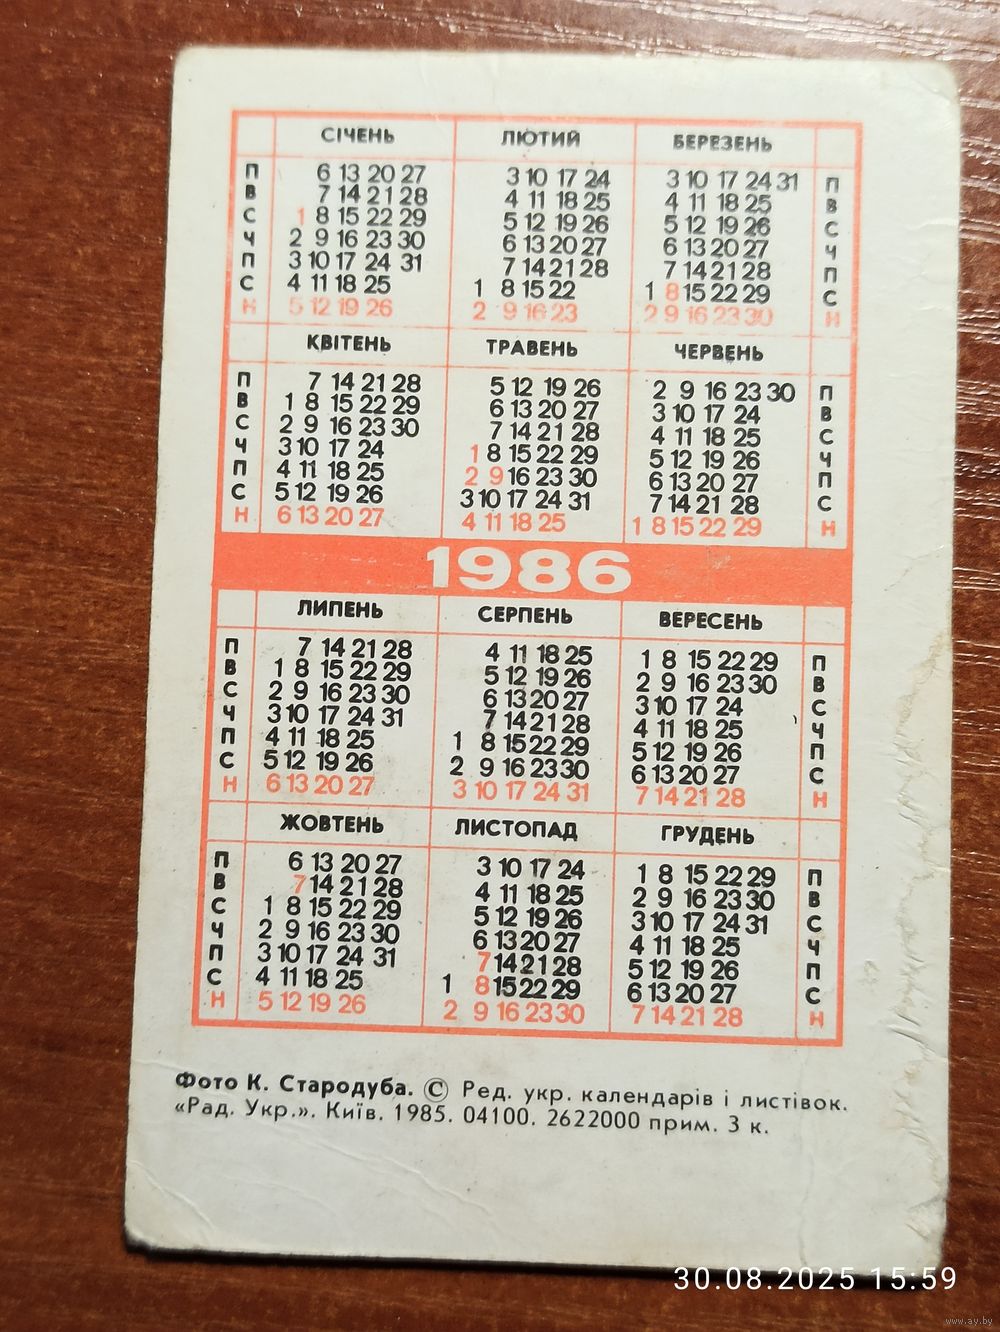 СІЧЕНЬ ЛЮТИЙ БЕРЕЗЕНЬ
П 6 13 20 27 3 10 17 24 3 10 17 24 31 П
В 7 14 21 28 4 11 18 25 4 11 18 25 В
С 1 8 15 22 29 5 12 19 26 5 12 19 26 С
Ч 2 9 16 23 30 6 13 20 27 6 13 20 27 Ч
П 3 10 17 24 31 7 14 21 28 7 14 21 28 П
С 4 11 18 25 1 8 15 22 1 8 15 22 29 С
Н 5 12 19 26 2 9 16 23 2 9 16 23 30 Н
КВІТЕНЬ ТРАВЕНЬ ЧЕРВЕНЬ
П 7 14 21 28 5 12 19 26 2 9 16 23 30 П
В 1 8 15 22 29 6 13 20 27 3 10 17 24 В
С 2 9 16 23 30 7 14 21 28 4 11 18 25 С
Ч 3 10 17 24 1 8 15 22 29 5 12 19 26 Ч
П 4 11 18 25 2 9 16 23 30 6 13 20 27 П
С 5 12 19 26 3 10 17 24 31 7 14 21 28 С
Н 6 13 20 27 4 11 18 25 1 8 15 22 29 Н
1986
ЛИПЕНЬ СЕРПЕНЬ ВЕРЕСЕНЬ
П 7 14 21 28 4 11 18 25 1 8 15 22 29 П
В 1 8 15 22 29 5 12 19 26 2 9 16 23 30 В
С 2 9 16 23 30 6 13 20 27 3 10 17 24 С
Ч 3 10 17 24 31 7 14 21 28 4 11 18 25 Ч
П 4 11 18 25 1 8 15 22 29 5 12 19 26 П
С 5 12 19 26 2 9 16 23 30 6 13 20 27 С
Н 6 13 20 27 3 10 17 24 31 7 14 21 28 Н
ЖОВТЕНЬ ЛИСТОПАД ГРУДЕНЬ
П 6 13 20 27 3 10 17 24 1 8 15 22 29 П
В 7 14 21 28 4 11 18 25 2 9 16 23 30 В
С 1 8 15 22 29 5 12 19 26 3 10 17 24 31 С
Ч 2 9 16 23 30 6 13 20 27 4 11 18 25 Ч
П 3 10 17 24 31 7 14 21 28 5 12 19 26 П
С 4 11 18 25 1 8 15 22 29 6 13 20 27 С
Н 5 12 19 26 2 9 16 23 30 7 14 21 28 Н
Фото К. Стародуба. © Ред. укр. календарів і листівок.
«Рад. Укр.». Київ. 1985. 04100. 2622000 прим. 3 к.
30.08.2025 15:59
www.ay.by